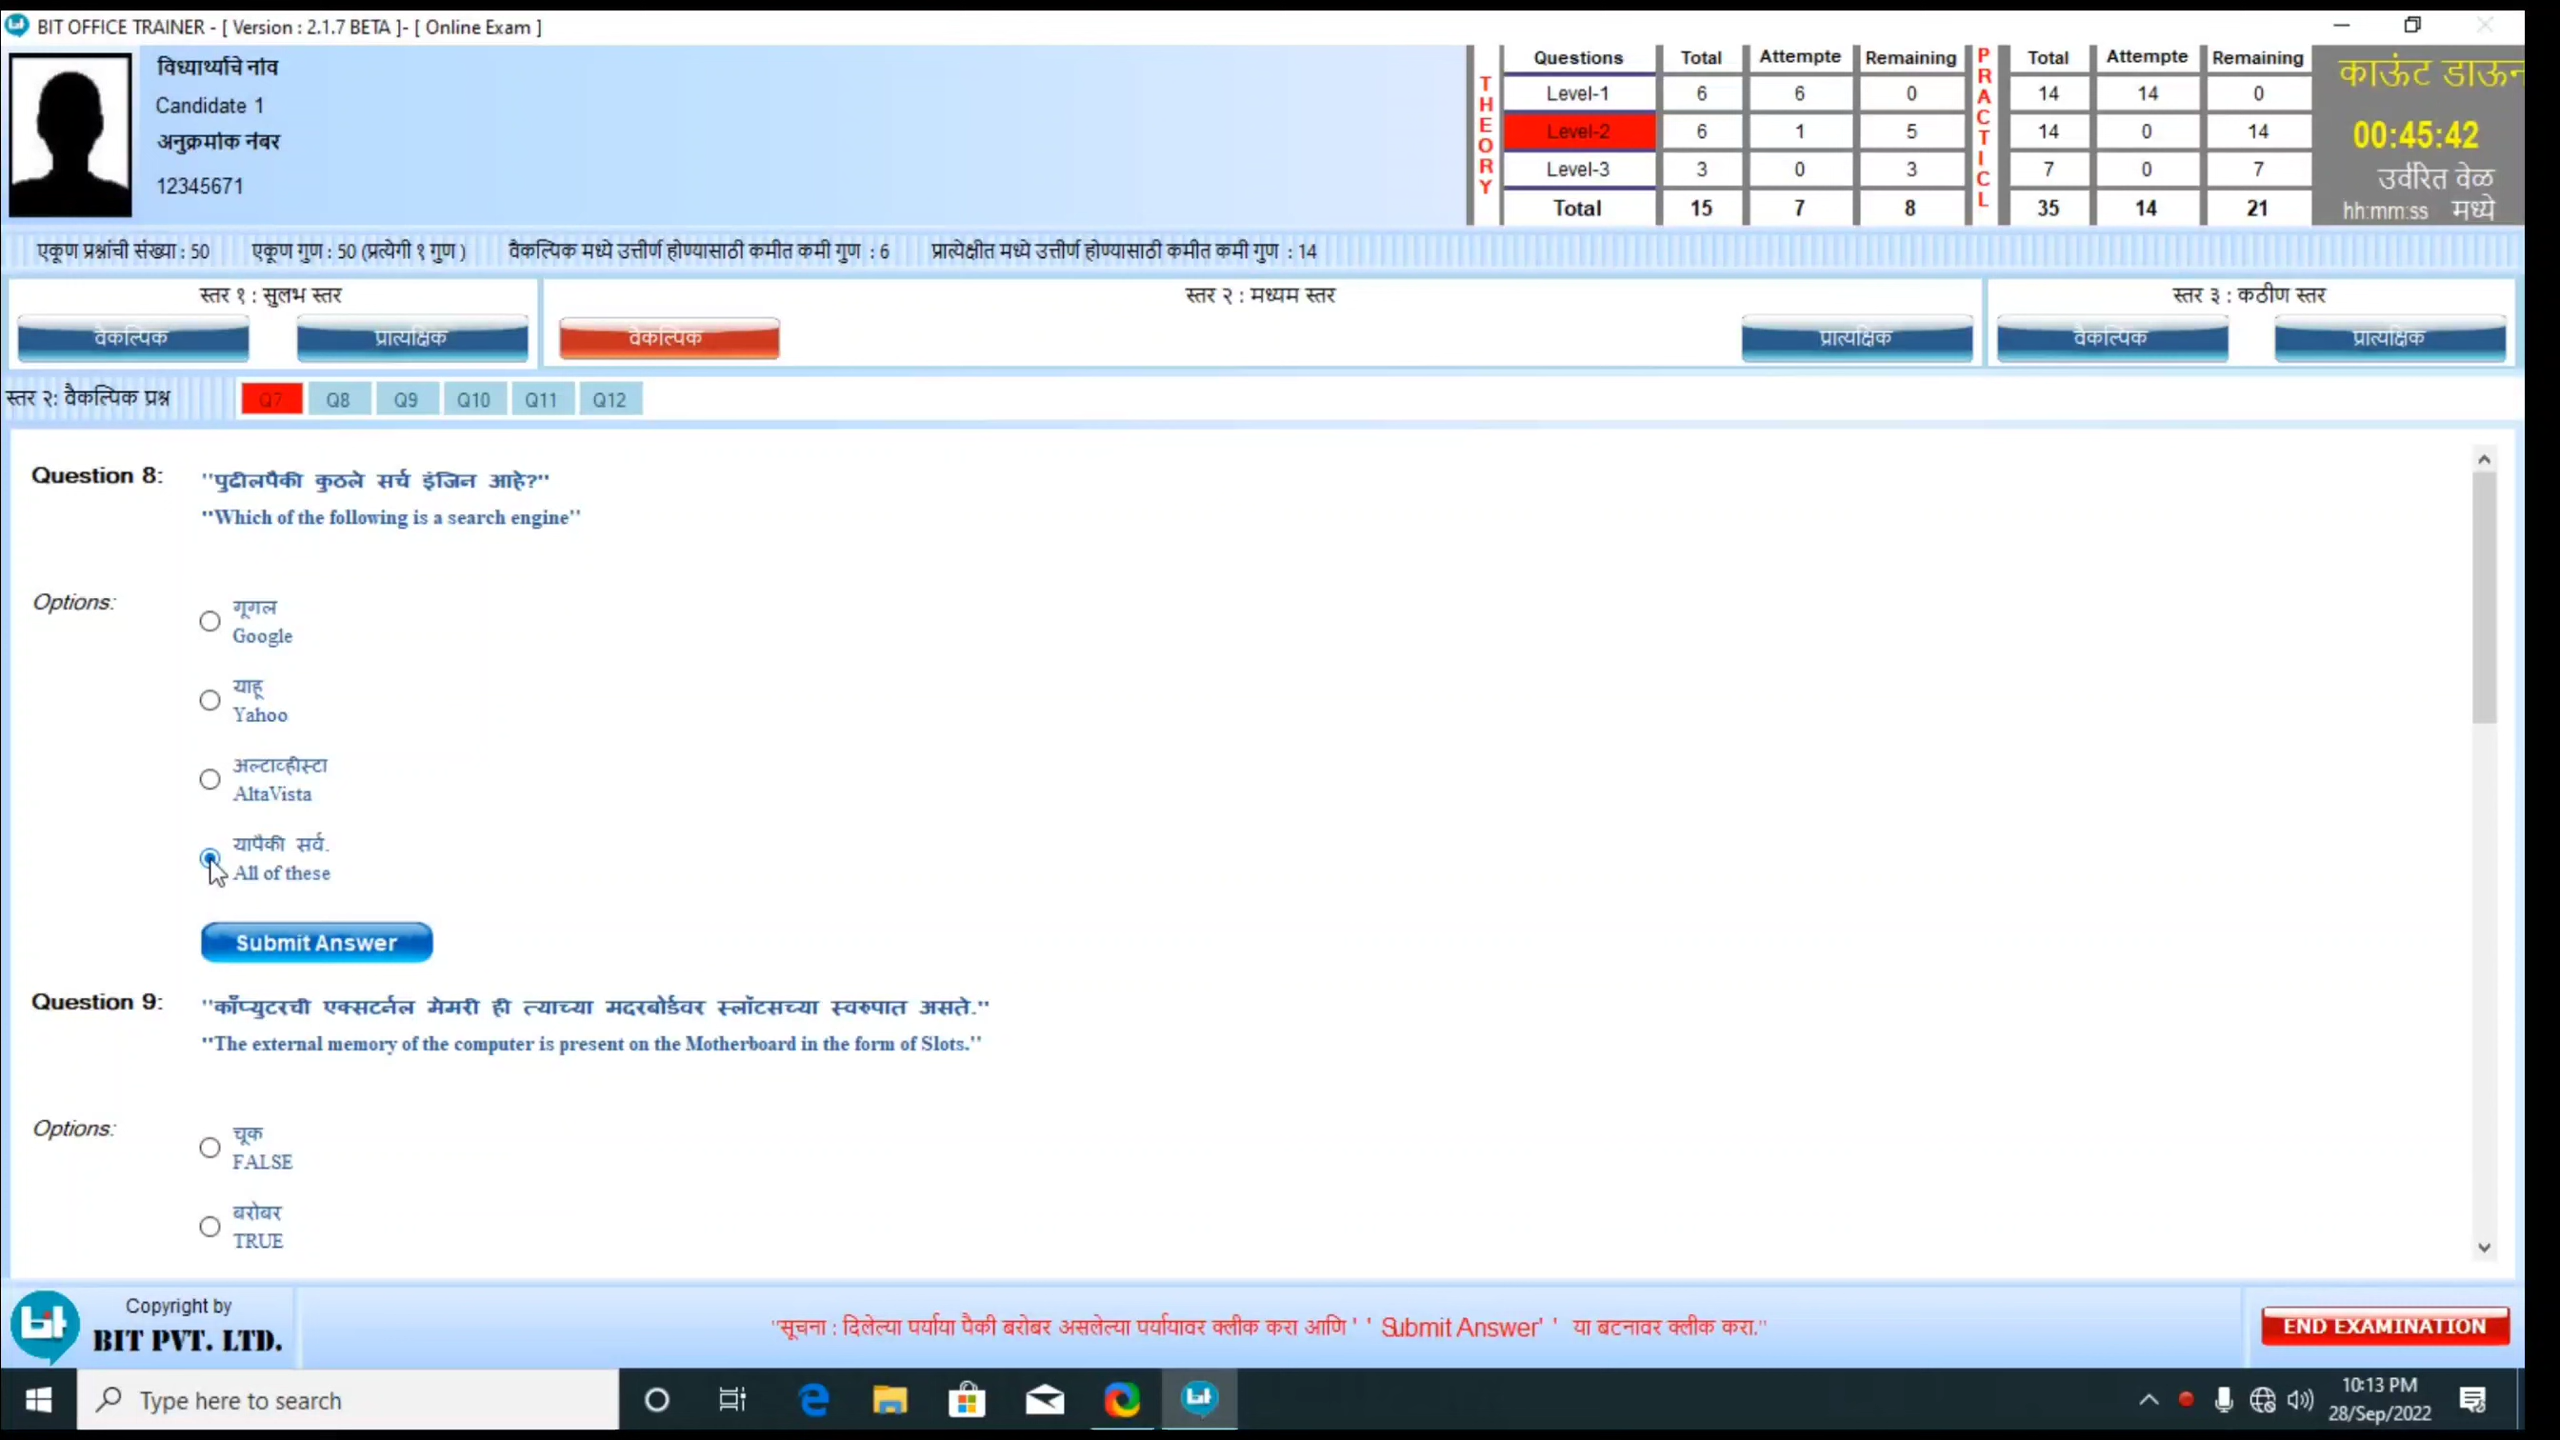 BIT OFFICE TRAINER - [ Version : 2.1.7 BETA ]- [ Online Exam ]
विध्यार्थ्याचे नांव
Candidate 1
अनुक्रमांक नंबर
12345671
THEORY
Questions Total Attempte Remaining
Level-1 6 6 0
Level-2 6 1 5
Level-3 3 0 3
Total 15 7 8
PRACTICL
Total Attempte Remaining
14 14 0
14 0 14
7 0 7
35 14 21
काऊंट डाऊन
00:45:42
उर्वरित वेळ
hh:mm:ss मध्ये
एकूण प्रश्नांची संख्या : 50 एकूण गुण : 50 (प्रत्येगी १ गुण ) वैकल्पिक मध्ये उत्तीर्ण होण्यासाठी कमीत कमी गुण : 6 प्रात्येक्षीत मध्ये उत्तीर्ण होण्यासाठी कमीत कमी गुण : 14
स्तर १ : सुलभ स्तर
वैकल्पिक प्रात्यक्षिक
स्तर २ : मध्यम स्तर
वैकल्पिक प्रात्यक्षिक
स्तर ३ : कठीण स्तर
वैकल्पिक प्रात्यक्षिक
स्तर २: वैकल्पिक प्रश्न Q7 Q8 Q9 Q10 Q11 Q12
Question 8: ''पुढीलपैकी कुठले सर्च इंजिन आहे?''
''Which of the following is a search engine''
Options:
गूगल
Google
याहू
Yahoo
अल्टाव्हीस्टा
AltaVista
यापैकी सर्व.
All of these
Submit Answer
Question 9: ''कॉंप्युटरची एक्सटर्नल मेमरी ही त्याच्या मदरबोर्डवर स्लॉटसच्या स्वरुपात असते.''
''The external memory of the computer is present on the Motherboard in the form of Slots.''
Options:
चूक
FALSE
बरोबर
TRUE
Copyright by
BIT PVT. LTD.
"सूचना : दिलेल्या पर्याया पैकी बरोबर असलेल्या पर्यायावर क्लीक करा आणि ' ' Submit Answer' ' या बटनावर क्लीक करा."
END EXAMINATION
Type here to search
10:13 PM
28/Sep/2022